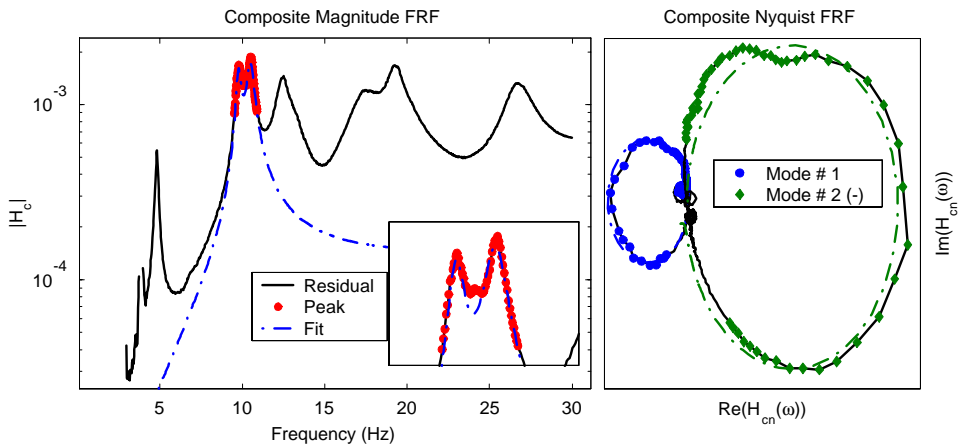 Composite Magnitude FRF
|H_c|
10^-3
10^-4
Residual
Peak
Fit
5
10
15
20
25
30
Frequency (Hz)
Composite Nyquist FRF
Mode # 1
Mode # 2 (-)
Im(H_cn(ω))
Re(H_cn(ω))